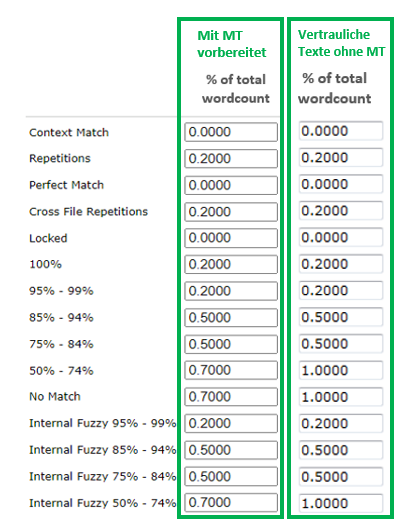 Mit MT Vertrauliche
vorbereitet Texte ohne MT
% of total % of total
wordcount wordcount
Context Match 0.0000 0.0000
Repetitions 0.2000 0.2000
Perfect Match 0.0000 0.0000
Cross File Repetitions 0.2000 0.2000
Locked 0.0000 0.0000
100% 0.2000 0.2000
95% - 99% 0.2000 0.2000
85% - 94% 0.5000 0.5000
75% - 84% 0.5000 0.5000
50% - 74% 0.7000 1.0000
No Match 0.7000 1.0000
Internal Fuzzy 95% - 99% 0.2000 0.2000
Internal Fuzzy 85% - 94% 0.5000 0.5000
Internal Fuzzy 75% - 84% 0.5000 0.5000
Internal Fuzzy 50% - 74% 0.7000 1.0000